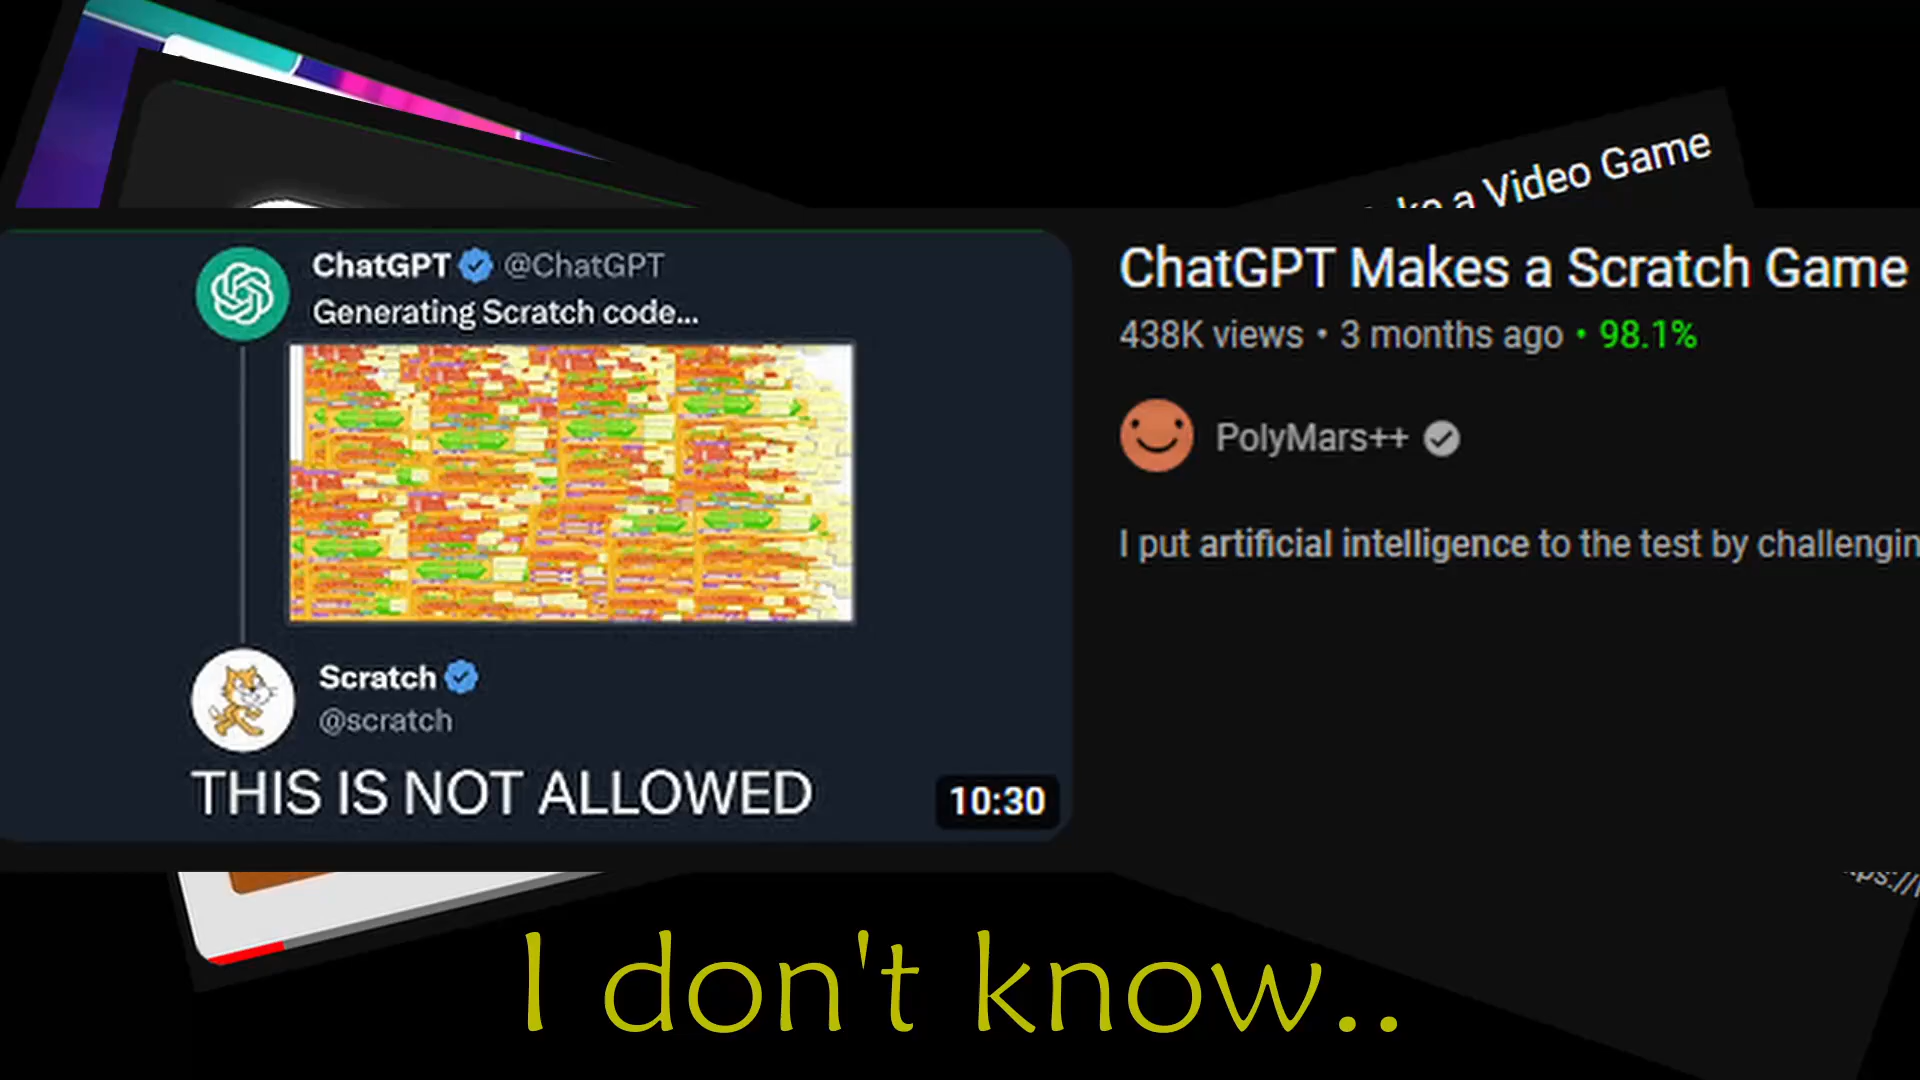 a Video Game
ChatGPT @ChatGPT
Generating Scratch code...
Scratch
@scratch
THIS IS NOT ALLOWED
10:30
ChatGPT Makes a Scratch Game
438K views • 3 months ago • 98.1%
PolyMars++
I put artificial intelligence to the test by challengin
I don't know..